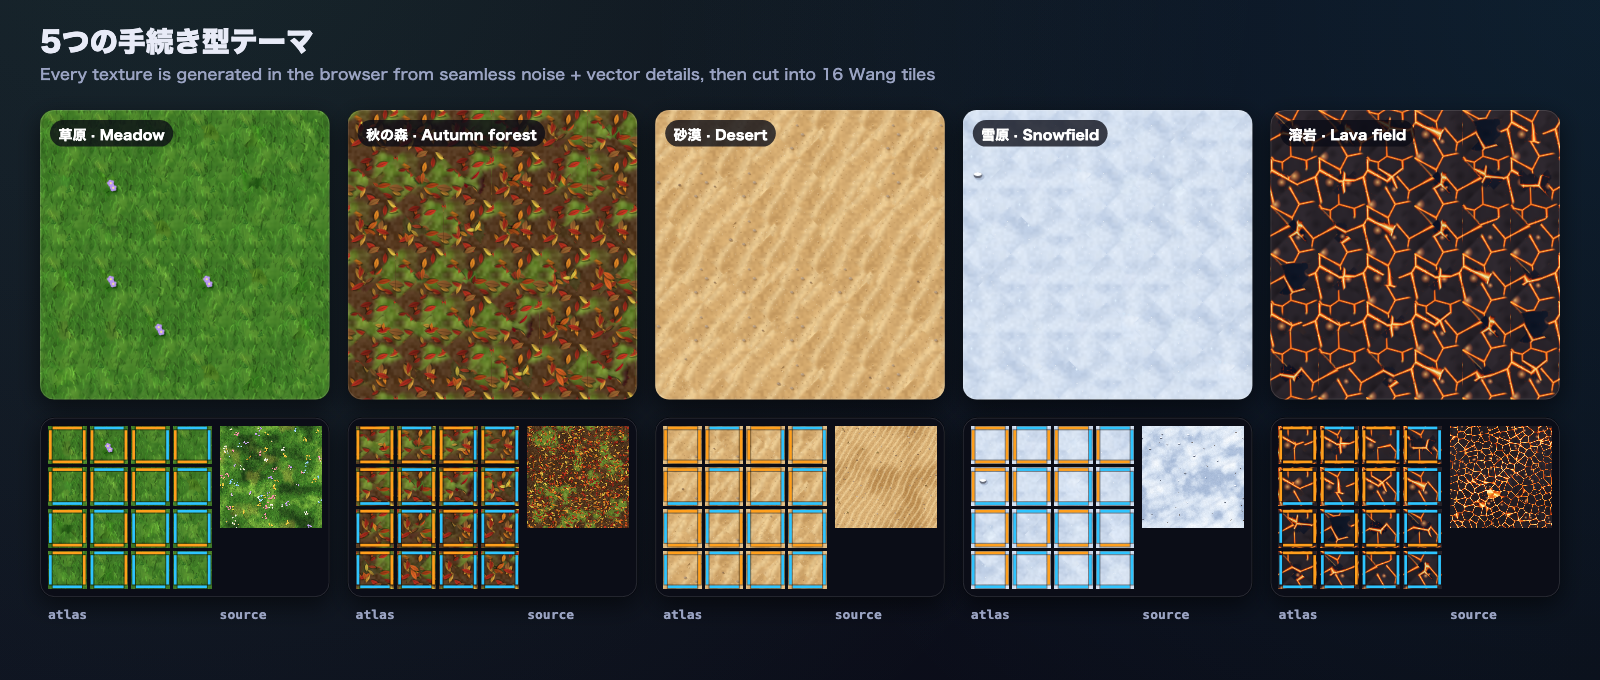 5つの手続き型テーマ
Every texture is generated in the browser from seamless noise + vector details, then cut into 16 Wang tiles
草原 · Meadow
秋の森 · Autumn forest
砂漠 · Desert
雪原 · Snowfield
溶岩 · Lava field
atlas source
atlas source
atlas source
atlas source
atlas source